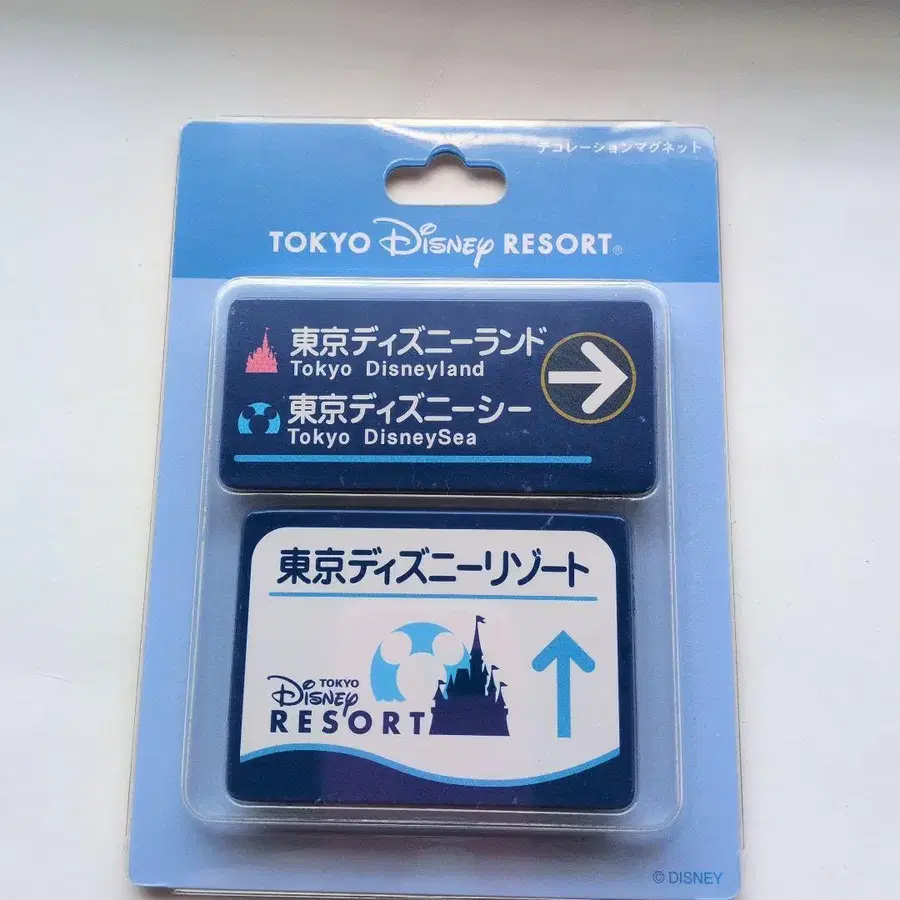 デコレーションマグネット
TOKYO Disney RESORT®
東京ディズニーランド
Tokyo Disneyland
東京ディズニーシー
Tokyo DisneySea
東京ディズニーリゾート
TOKYO
Disney
RESORT
© DISNEY